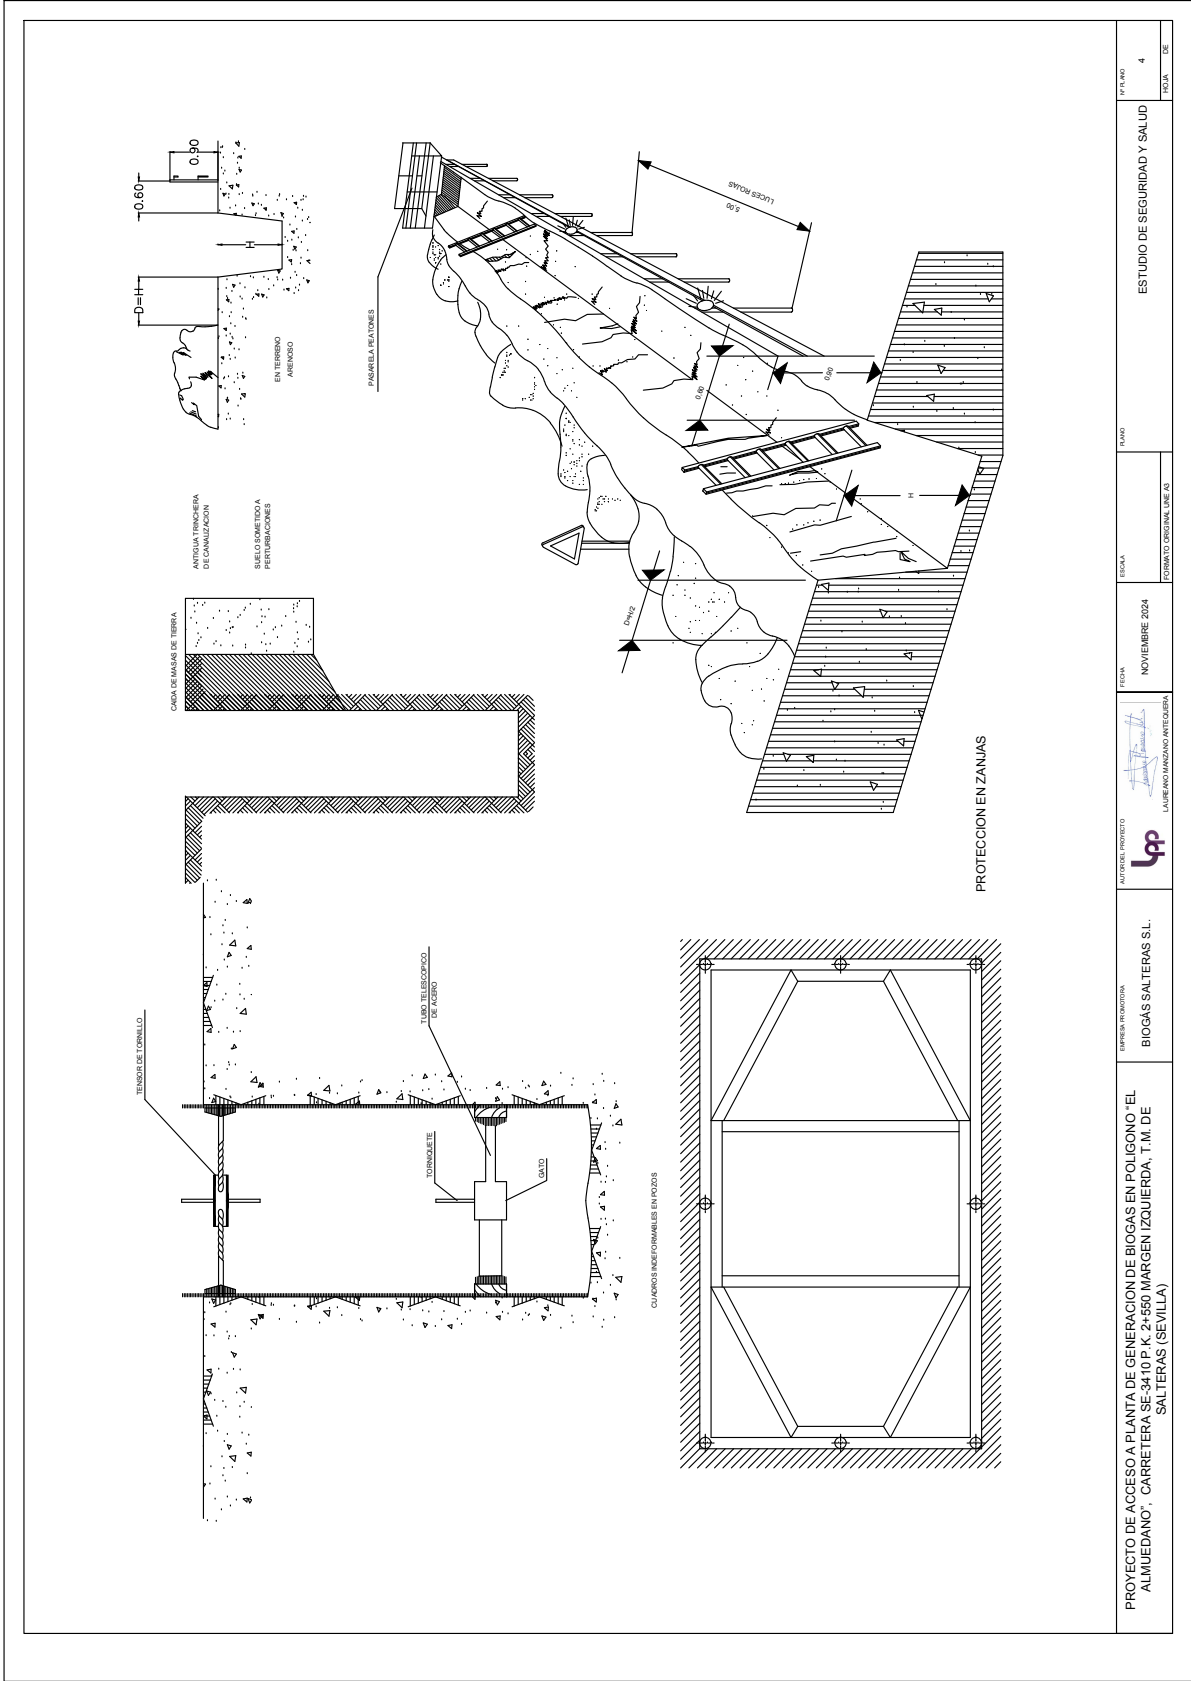 TENSOR DE TORNILLO
TORNIQUETE
GATO
TUBO TELESCOPICO
DE ACERO
CUADROS INDEFORMABLES EN POZOS
CAIDA DE MASAS DE TIERRA
ANTIGUA TRINCHERA
DE CANALIZACION
SUELO SOMETIDO A
PERTURBACIONES
D=H
0.60
0.90
H
EN TERRENO
ARENOSO
PASARELA PEATONES
LUCES ROJAS
5,00
0,60
0,90
H
D=H/2
PROTECCION EN ZANJAS
PROYECTO DE ACCESO A PLANTA DE GENERACION DE BIOGAS EN POLIGONO "EL
ALMUEDANO", CARRETERA SE-3410 P.K. 2+550 MARGEN IZQUIERDA, T.M. DE
SALTERAS (SEVILLA)
EMPRESA PROMOTORA
BIOGÁS SALTERAS S.L.
AUTOR DEL PROYECTO
LAUREANO MANZANO ANTEQUERA
FECHA
NOVIEMBRE 2024
ESCALA
FORMATO ORIGINAL UNE A3
PLANO
ESTUDIO DE SEGURIDAD Y SALUD
Nº PLANO
4
HOJA DE